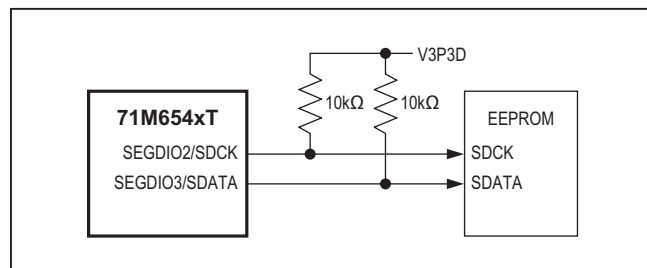 V3P3D
10kΩ 10kΩ
71M654xT
EEPROM
SEGDIO2/SDCK
SDCK
SEGDIO3/SDATA
SDATA